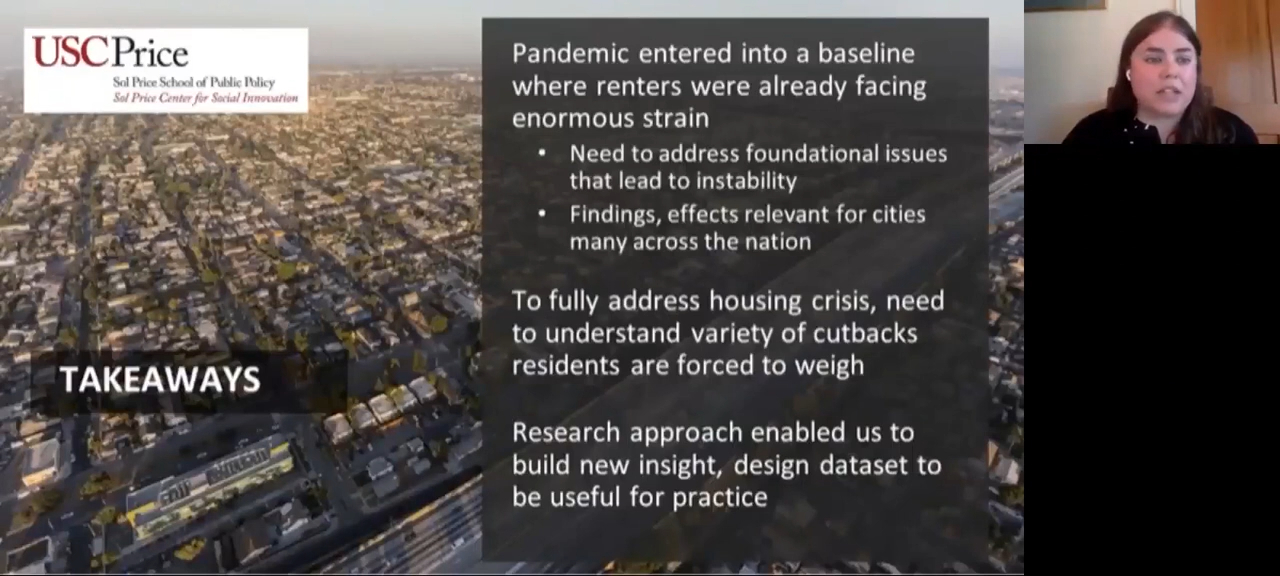 USC Price
Sol Price School of Public Policy
Sol Price Center for Social Innovation
Pandemic entered into a baseline
where renters were already facing
enormous strain
• Need to address foundational issues
that lead to instability
• Findings, effects relevant for cities
many across the nation
To fully address housing crisis, need
to understand variety of cutbacks
residents are forced to weigh
TAKEAWAYS
Research approach enabled us to
build new insight, design dataset to
be useful for practice